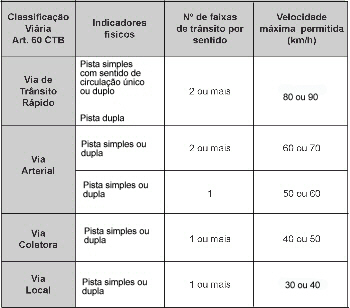 Classificação
Viária
Art. 60 CTB
Indicadores
físicos
Nº de faixas
de trânsito por
sentido
Velocidade
máxima permitida
(km/h)
Via de
Trânsito
Rápido
Pista simples
com sentido de
circulação único
ou duplo
Pista dupla
2 ou mais
80 ou 90
Via
Arterial
Pista simples ou
dupla
2 ou mais
60 ou 70
Pista simples ou
dupla
1
50 ou 60
Via
Coletora
Pista simples ou
dupla
1 ou mais
40 ou 50
Via
Local
Pista simples ou
dupla
1 ou mais
30 ou 40